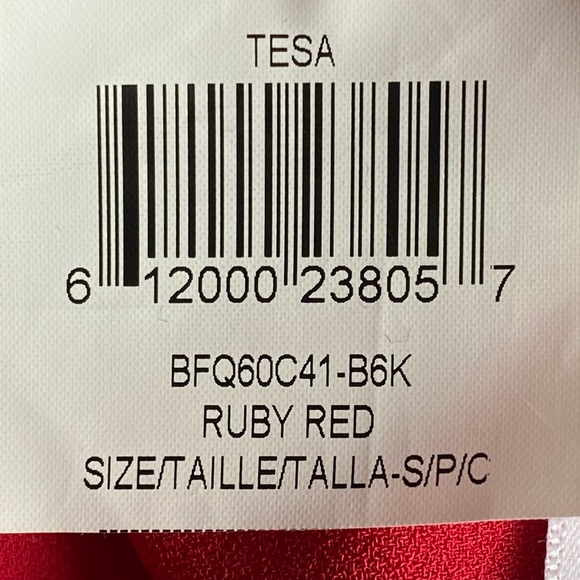 TESA
6 12000 23805 7
BFQ60C41-B6K
RUBY RED
SIZE/TAILLE/TALLA-S/P/C